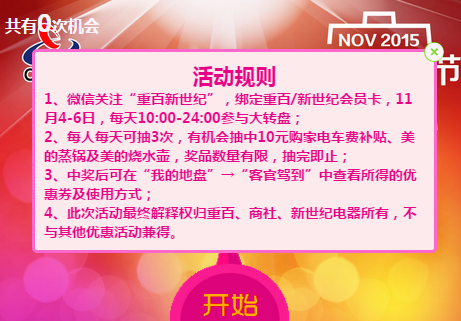 共有0次机会
NOV 2015
节
活动规则
1、微信关注“重百新世纪”，绑定重百/新世纪会员卡，11
月4-6日，每天10:00-24:00参与大转盘；
2、每人每天可抽3次，有机会抽中10元购家电车费补贴、美
的蒸锅及美的烧水壶，奖品数量有限，抽完即止；
3、中奖后可在“我的地盘”→“客官驾到”中查看所得的优
惠券及使用方式；
4、此次活动最终解释权归重百、商社、新世纪电器所有，不
与其他优惠活动兼得。
开始